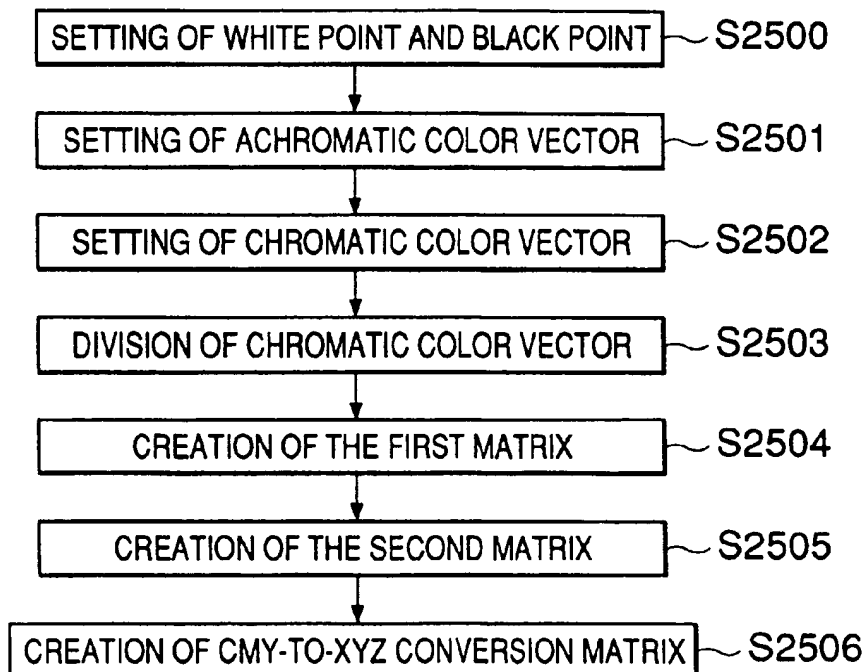 SETTING OF WHITE POINT AND BLACK POINT S2500
SETTING OF ACHROMATIC COLOR VECTOR S2501
SETTING OF CHROMATIC COLOR VECTOR S2502
DIVISION OF CHROMATIC COLOR VECTOR S2503
CREATION OF THE FIRST MATRIX S2504
CREATION OF THE SECOND MATRIX S2505
CREATION OF CMY-TO-XYZ CONVERSION MATRIX S2506